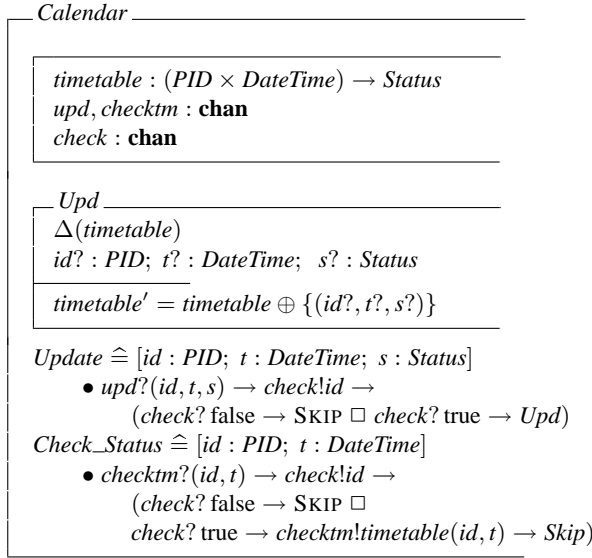 Calendar
timetable : (PID × DateTime) → Status
upd, checktm : chan
check : chan
Upd
Δ(timetable)
id? : PID; t? : DateTime; s? : Status
timetable′ = timetable ⊕ {(id?, t?, s?)}
Update ≙ [id : PID; t : DateTime; s : Status]
• upd?(id, t, s) → check!id →
(check? false → SKIP □ check? true → Upd)
Check_Status ≙ [id : PID; t : DateTime]
• checktm?(id, t) → check!id →
(check? false → SKIP □
check? true → checktm!timetable(id, t) → Skip)